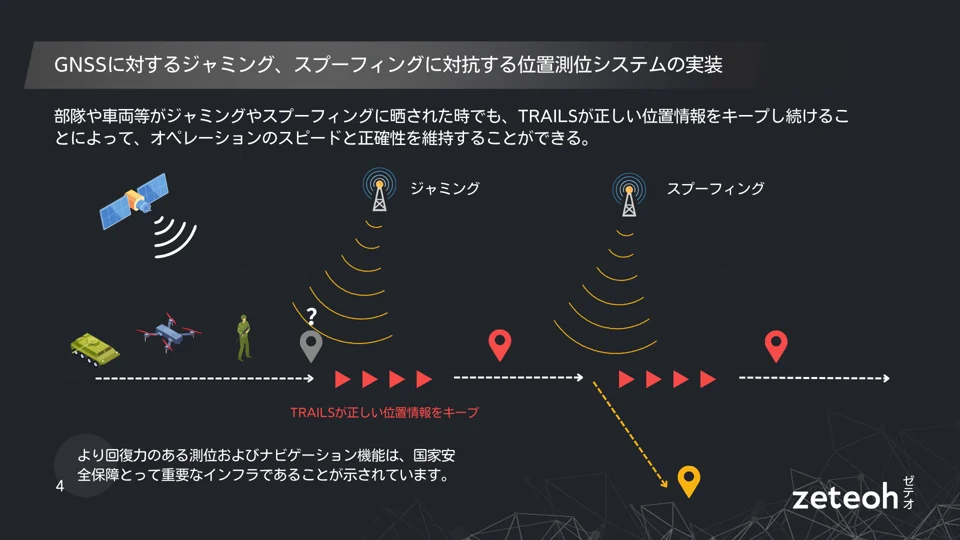 GNSSに対するジャミング、スプーフィングに対抗する位置測位システムの実装
部隊や車両等がジャミングやスプーフィングに晒された時でも、TRAILSが正しい位置情報をキープし続けるこ
とによって、オペレーションのスピードと正確性を維持することができる。
ジャミング
スプーフィング
?
TRAILSが正しい位置情報をキープ
より回復力のある測位およびナビゲーション機能は、国家安
全保障とって重要なインフラであることが示されています。
4
zeteoh
ゼテオ